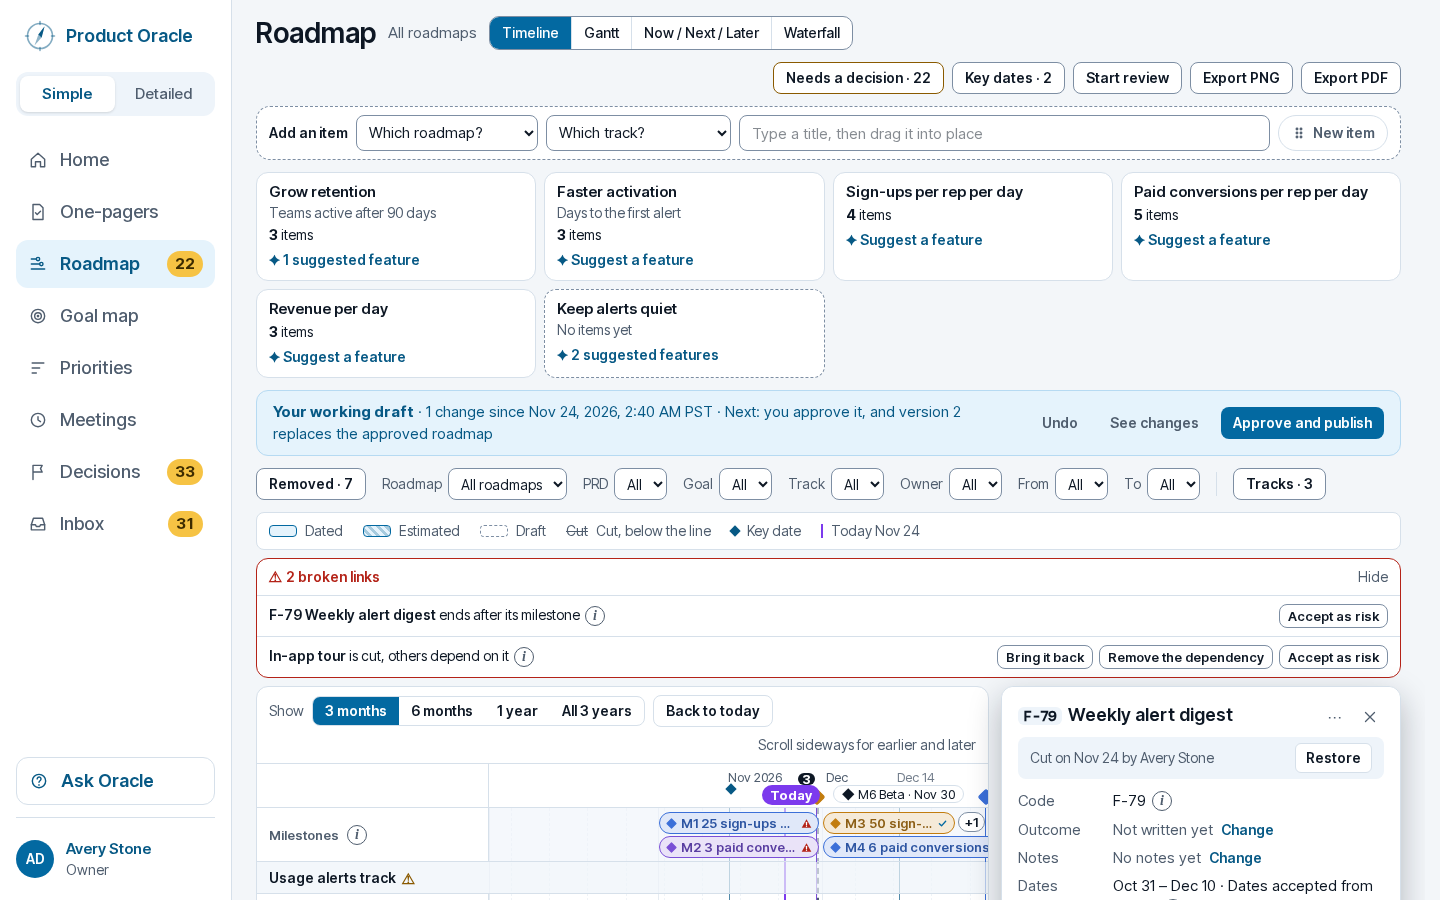 Product Oracle
Simple
Detailed
Home
One-pagers
Roadmap
22
Goal map
Priorities
Meetings
Decisions
33
Inbox
31
Ask Oracle
AD
Avery Stone
Owner
Roadmap
All roadmaps
Timeline
Gantt
Now / Next / Later
Waterfall
Needs a decision · 22
Key dates · 2
Start review
Export PNG
Export PDF
Add an item
Which roadmap?
Which track?
Type a title, then drag it into place
New item
Grow retention
Teams active after 90 days
3 items
1 suggested feature
Faster activation
Days to the first alert
3 items
Suggest a feature
Sign-ups per rep per day
4 items
Suggest a feature
Paid conversions per rep per day
5 items
Suggest a feature
Revenue per day
3 items
Suggest a feature
Keep alerts quiet
No items yet
2 suggested features
Your working draft · 1 change since Nov 24, 2026, 2:40 AM PST · Next: you approve it, and version 2
replaces the approved roadmap
Undo
See changes
Approve and publish
Removed · 7
Roadmap
All roadmaps
PRD
All
Goal
All
Track
All
Owner
All
From
All
To
All
Tracks · 3
Dated
Estimated
Draft
Cut
Cut, below the line
Key date
Today Nov 24
⚠ 2 broken links
Hide
F-79 Weekly alert digest ends after its milestone i
Accept as risk
In-app tour is cut, others depend on it i
Bring it back
Remove the dependency
Accept as risk
Show
3 months
6 months
1 year
All 3 years
Back to today
Scroll sideways for earlier and later
Nov 2026
3
Dec
Dec 14
Today
M6 Beta · Nov 30
Milestones i
M1 25 sign-ups ...
M3 50 sign-...
+1
M2 3 paid conve...
M4 6 paid conversions
Usage alerts track ⚠
F-79 Weekly alert digest
...
Cut on Nov 24 by Avery Stone
Restore
Code
F-79 i
Outcome
Not written yet
Change
Notes
No notes yet
Change
Dates
Oct 31 – Dec 10 · Dates accepted from